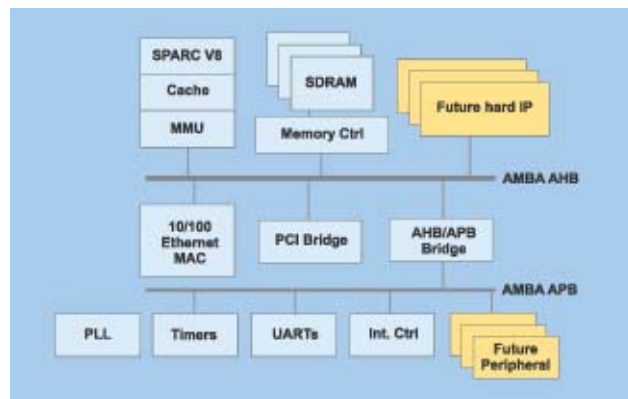 SPARC V8
Cache
MMU
SDRAM
Memory Ctrl
Future hard IP
AMBA AHB
10/100
Ethernet
MAC
PCI Bridge
AHB/APB
Bridge
AMBA APB
PLL
Timers
UARTs
Int. Ctrl
Future
Peripheral